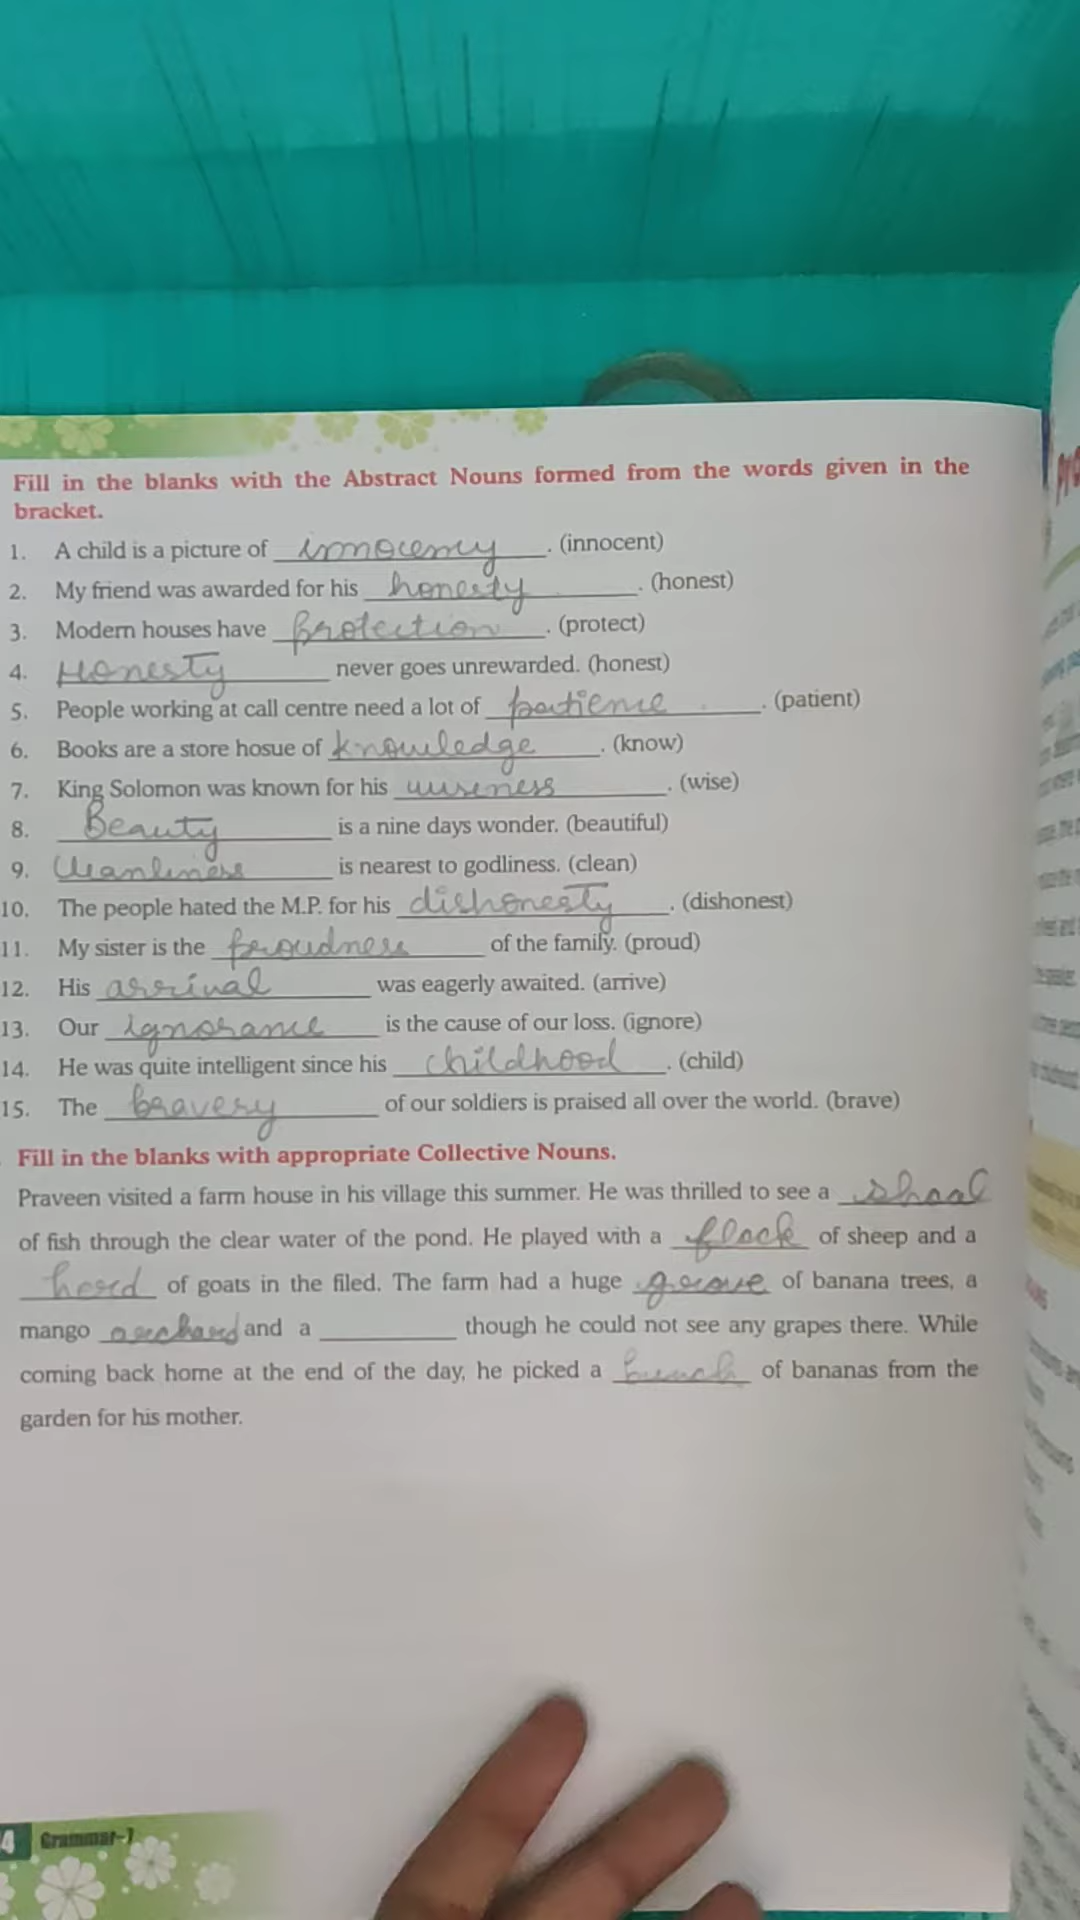 Fill in the blanks with the Abstract Nouns formed from the words given in the
bracket.
1. A child is a picture of innocency. (innocent)
2. My friend was awarded for his honesty. (honest)
3. Modern houses have protection. (protect)
4. Honesty never goes unrewarded. (honest)
5. People working at call centre need a lot of patience. (patient)
6. Books are a store hosue of knowledge. (know)
7. King Solomon was known for his wiseness. (wise)
8. Beauty is a nine days wonder. (beautiful)
9. Cleanliness is nearest to godliness. (clean)
10. The people hated the M.P. for his dishonesty. (dishonest)
11. My sister is the proudness of the family. (proud)
12. His arrival was eagerly awaited. (arrive)
13. Our ignorance is the cause of our loss. (ignore)
14. He was quite intelligent since his childhood. (child)
15. The bravery of our soldiers is praised all over the world. (brave)
Fill in the blanks with appropriate Collective Nouns.
Praveen visited a farm house in his village this summer. He was thrilled to see a shoal
of fish through the clear water of the pond. He played with a flock of sheep and a
herd of goats in the filed. The farm had a huge grove of banana trees, a
mango orchard and a ________ though he could not see any grapes there. While
coming back home at the end of the day, he picked a bunch of bananas from the
garden for his mother.
4 Grammar-7